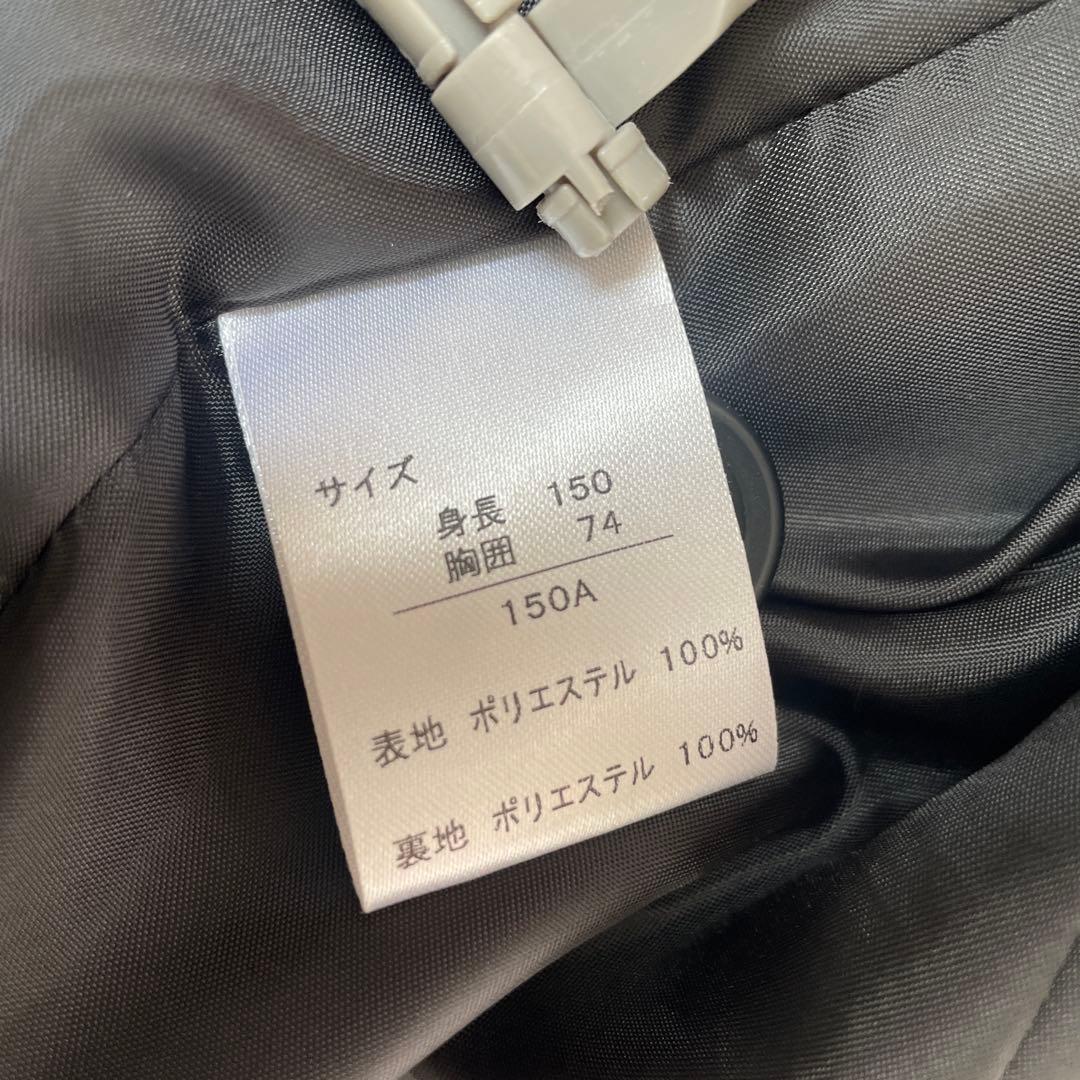 サイズ
身長 150
胸囲 74
150A
表地 ポリエステル 100%
裏地 ポリエステル 100%